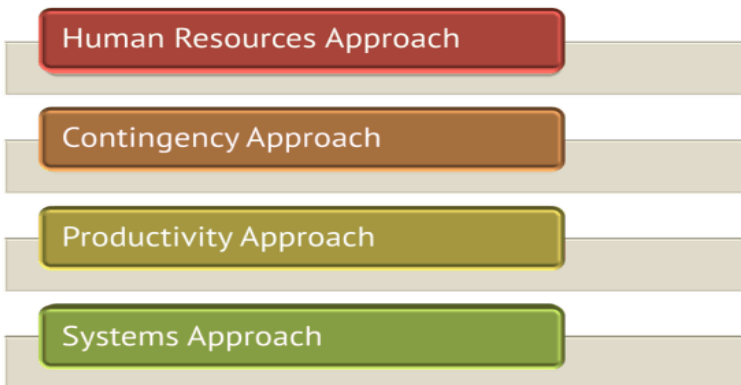 Human Resources Approach
Contingency Approach
Productivity Approach
Systems Approach